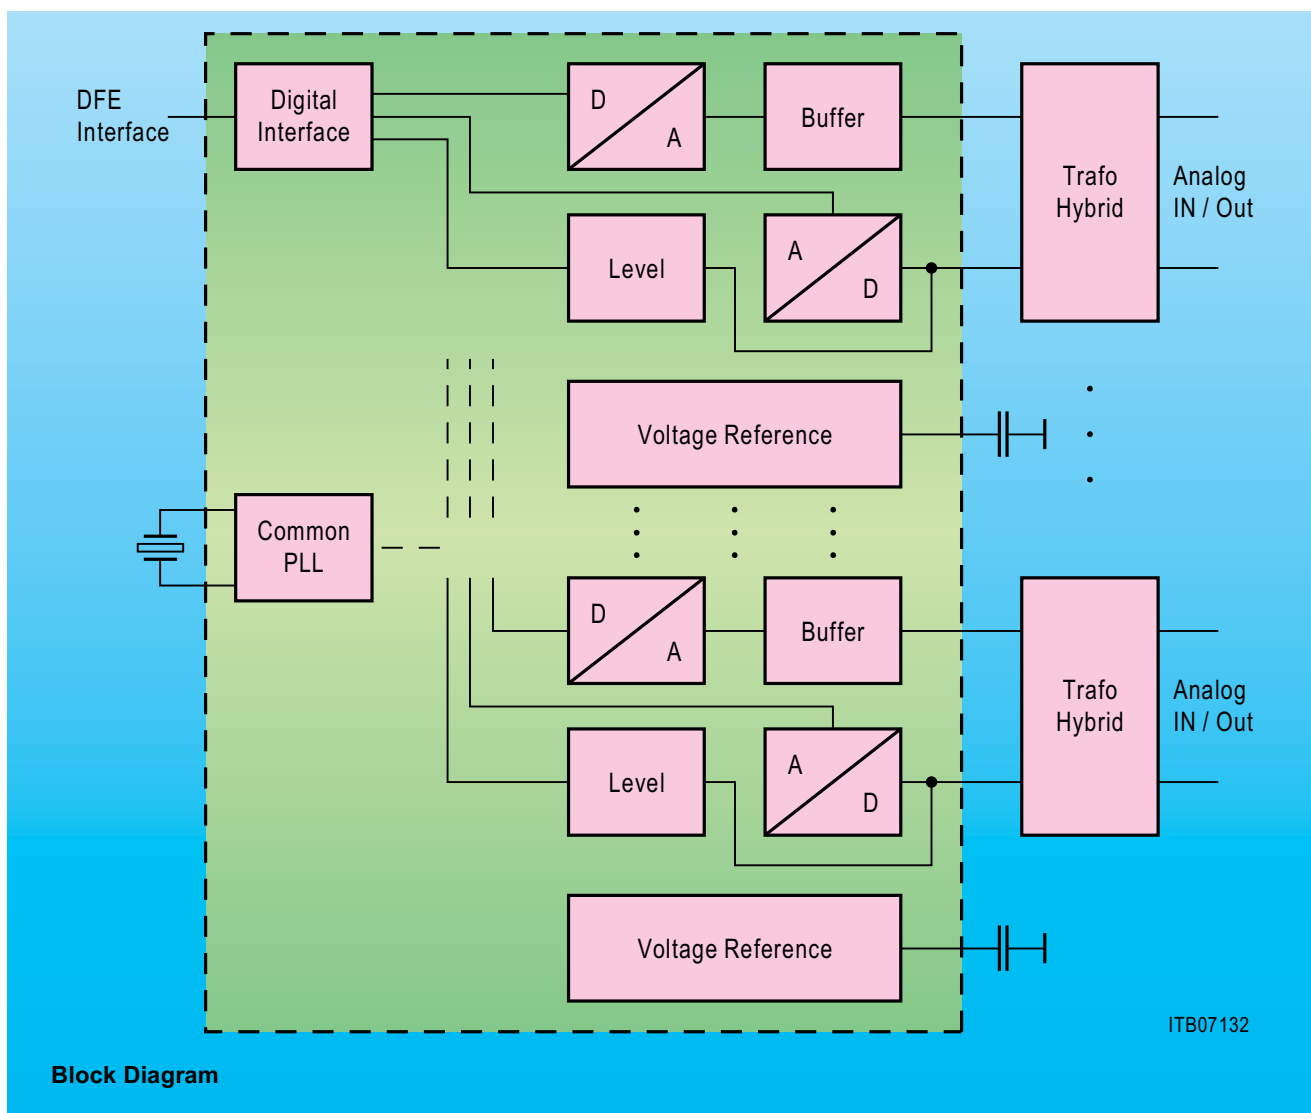 DFE
Interface
Digital
Interface
D
A
Buffer
Trafo
Hybrid
Analog
IN / Out
Level
A
D
Voltage Reference
Common
PLL
D
A
Buffer
Trafo
Hybrid
Analog
IN / Out
Level
A
D
Voltage Reference
ITB07132
Block Diagram